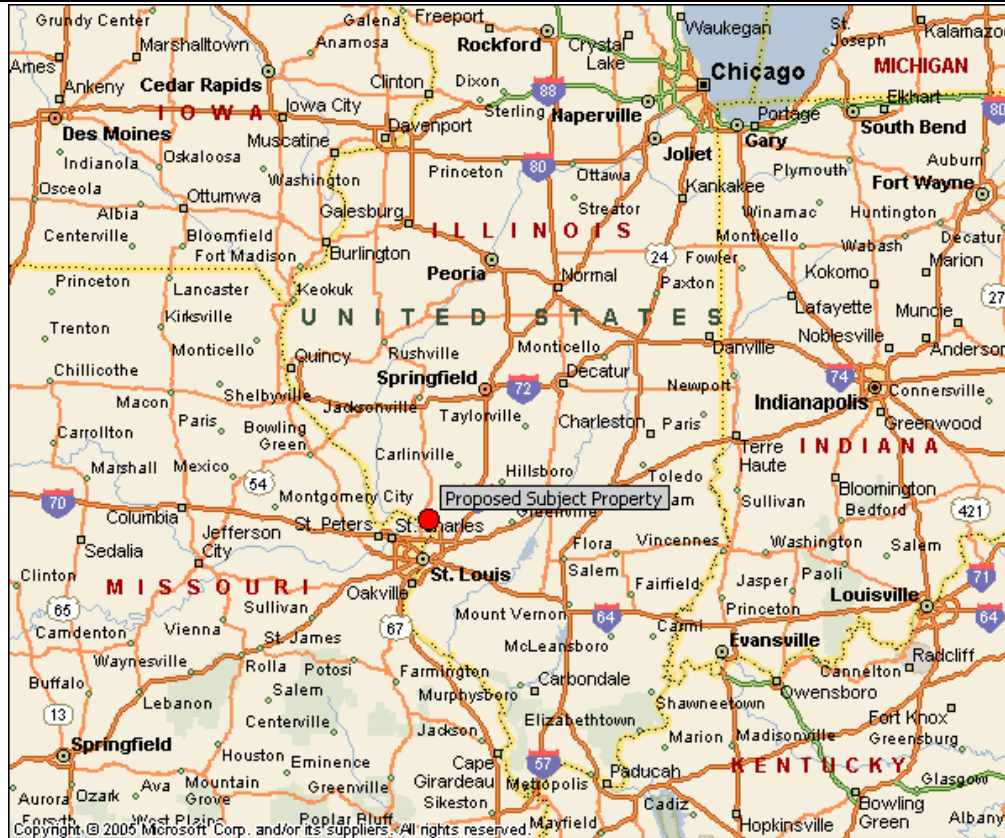 Grundy Center
Galena
Freeport
Waukegan
St. Joseph
Kalamazoo
Marshalltown
Anamosa
Rockford
Crystal Lake
Ames
Ankeny
Cedar Rapids
Clinton
Dixon
88
Chicago
MICHIGAN
IOWA
Iowa City
Sterling
Naperville
Portage
Elkhart
80
Des Moines
Muscatine
Davenport
Joliet
Gary
South Bend
Indianola
Oskaloosa
Washington
Princeton
80
Ottawa
Plymouth
Auburn
Osceola
Ottumwa
Kankakee
Fort Wayne
Albia
Galesburg
Streator
Winamac
Huntington
Centerville
Bloomfield
ILLINOIS
Monticello
Wabash
Decatur
Fort Madison
Burlington
24
Fowler
Marion
Princeton
Lancaster
Keokuk
Peoria
Normal
Paxton
Kokomo
27
Lafayette
Muncie
Trenton
Kirksville
UNITED STATES
Noblesville
Monticello
Quincy
Rushville
Monticello
Danville
Anderson
Chillicothe
Springfield
72
Decatur
Newport
74
Connersville
Macon
Shelbyville
Jacksonville
Taylorville
Indianapolis
Paris
Bowling Green
Charleston
Paris
Greenwood
Carrollton
Carlinville
Terre Haute
INDIANA
Marshall
Mexico
54
Hillsboro
Toledo
Bloomington
70
Montgomery City
Proposed Subject Property
am
Sullivan
Bedford
421
Columbia
St. Peters
St. Charles
Greenville
Jefferson City
Sedalia
Flora
Vincennes
Washington
Salem
Clinton
St. Louis
Salem
71
MISSOURI
Oakville
Fairfield
Jasper
Paoli
65
Sullivan
Mount Vernon
64
Princeton
Louisville
64
Camdenton
Vienna
67
Carmi
St. James
McLeansboro
Evansville
Waynesville
Rolla
Potosi
Farmington
Cannelton
Radcliff
Buffalo
Salem
Murphysboro
Carbondale
Owensboro
Lebanon
Shawneetown
13
Centerville
Elizabethtown
Fort Knox
Springfield
Jackson
Marion
Madisonville
Greensburg
Houston
Eminence
Cape Girardeau
57
KENTUCKY
Mountain Grove
Greenville
Metropolis
Paducah
Glasgow
Aurora
Ozark
Ava
Sikeston
Cadiz
Bowling Green
Forsyth
West Plains
Poplar Bluff
Mayfield
Hopkinsville
Albany
Copyright © 2005 Microsoft Corp. and/or its suppliers. All rights reserved.